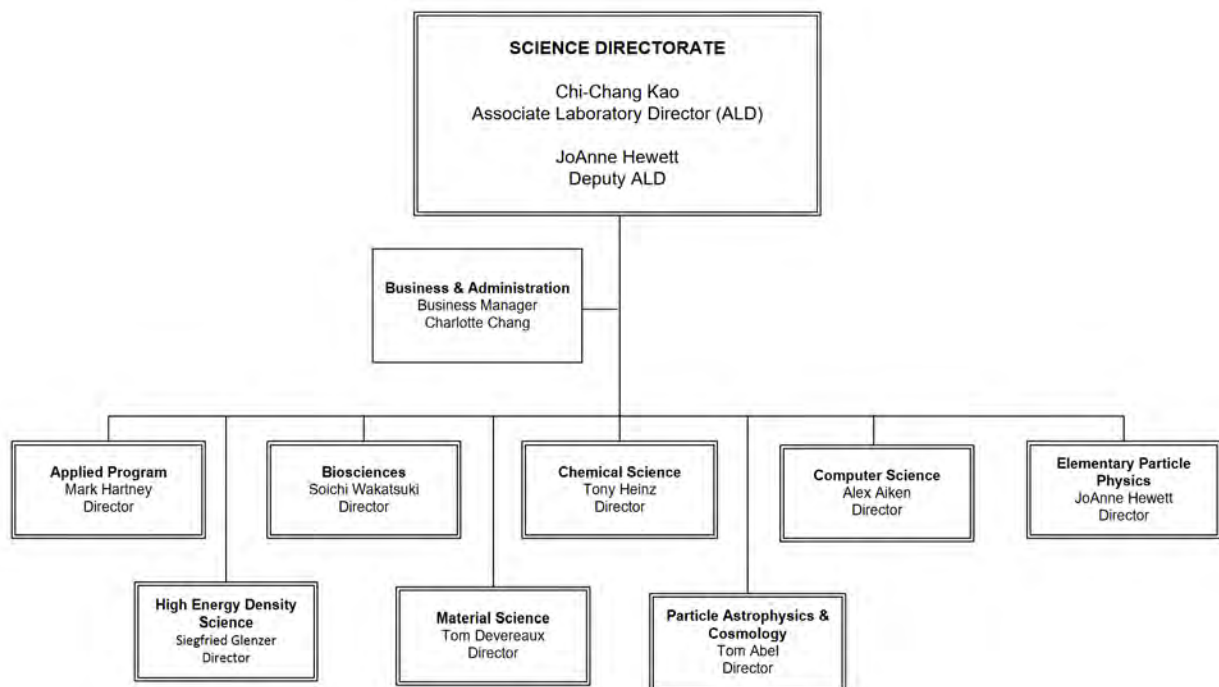 SCIENCE DIRECTORATE
Chi-Chang Kao
Associate Laboratory Director (ALD)
JoAnne Hewett
Deputy ALD
Business & Administration
Business Manager
Charlotte Chang
Applied Program
Mark Hartney
Director
Biosciences
Soichi Wakatsuki
Director
Chemical Science
Tony Heinz
Director
Computer Science
Alex Aiken
Director
Elementary Particle
Physics
JoAnne Hewett
Director
High Energy Density
Science
Siegfried Glenzer
Director
Material Science
Tom Devereaux
Director
Particle Astrophysics &
Cosmology
Tom Abel
Director